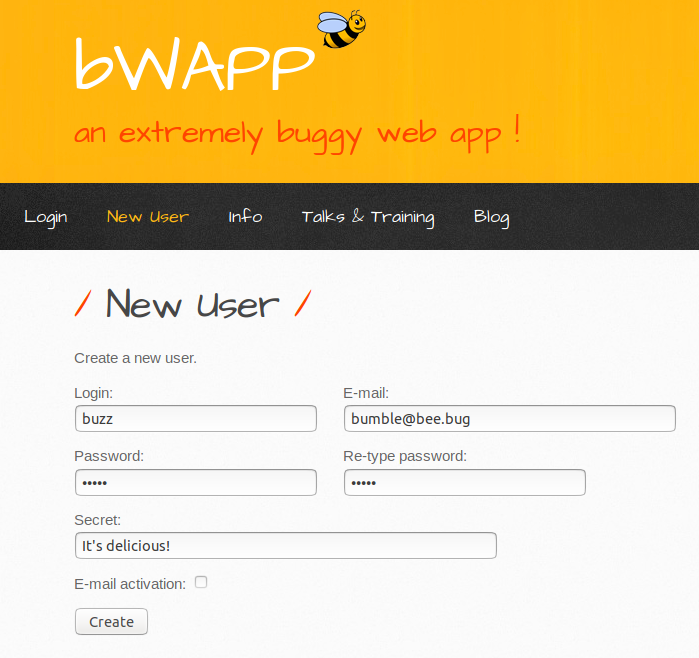 bWAPP
an extremely buggy web app !
Login New User Info Talks & Training Blog
/ New User /
Create a new user.
Login: E-mail:
buzz bumble@bee.bug
Password: Re-type password:
••••• •••••
Secret:
It's delicious!
E-mail activation:
Create